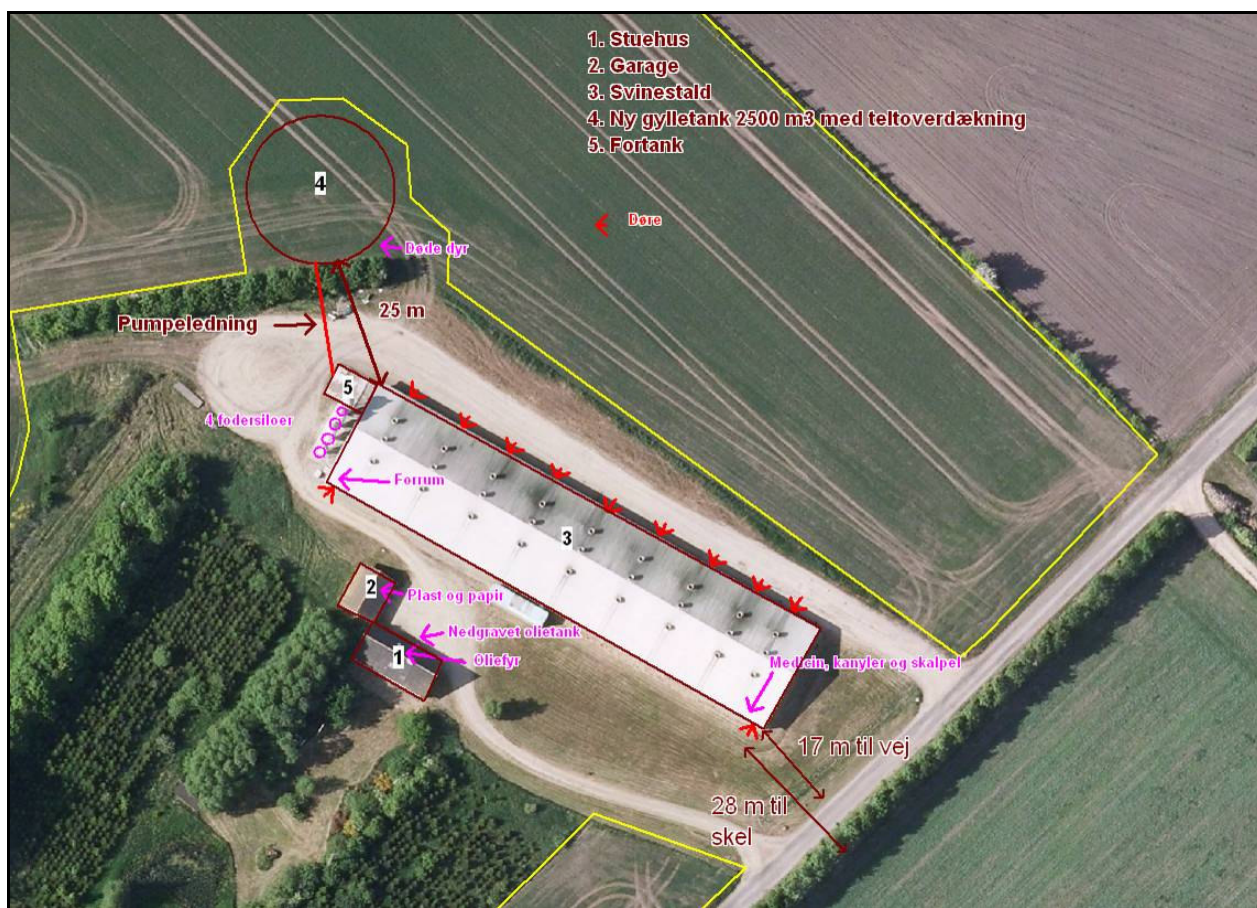 1. Stuehus
2. Garage
3. Svinestald
4. Ny gylletank 2500 m3 med teltoverdækning
5. Fortank
4
Døre
Døde dyr
25 m
Pumpeledning
5
4 fodersiloer
Forrum
3
2
Plast og papir
Nedgravet olietank
1
Oliefyr
Medicin, kanyler og skalpel
17 m til vej
28 m til
skel